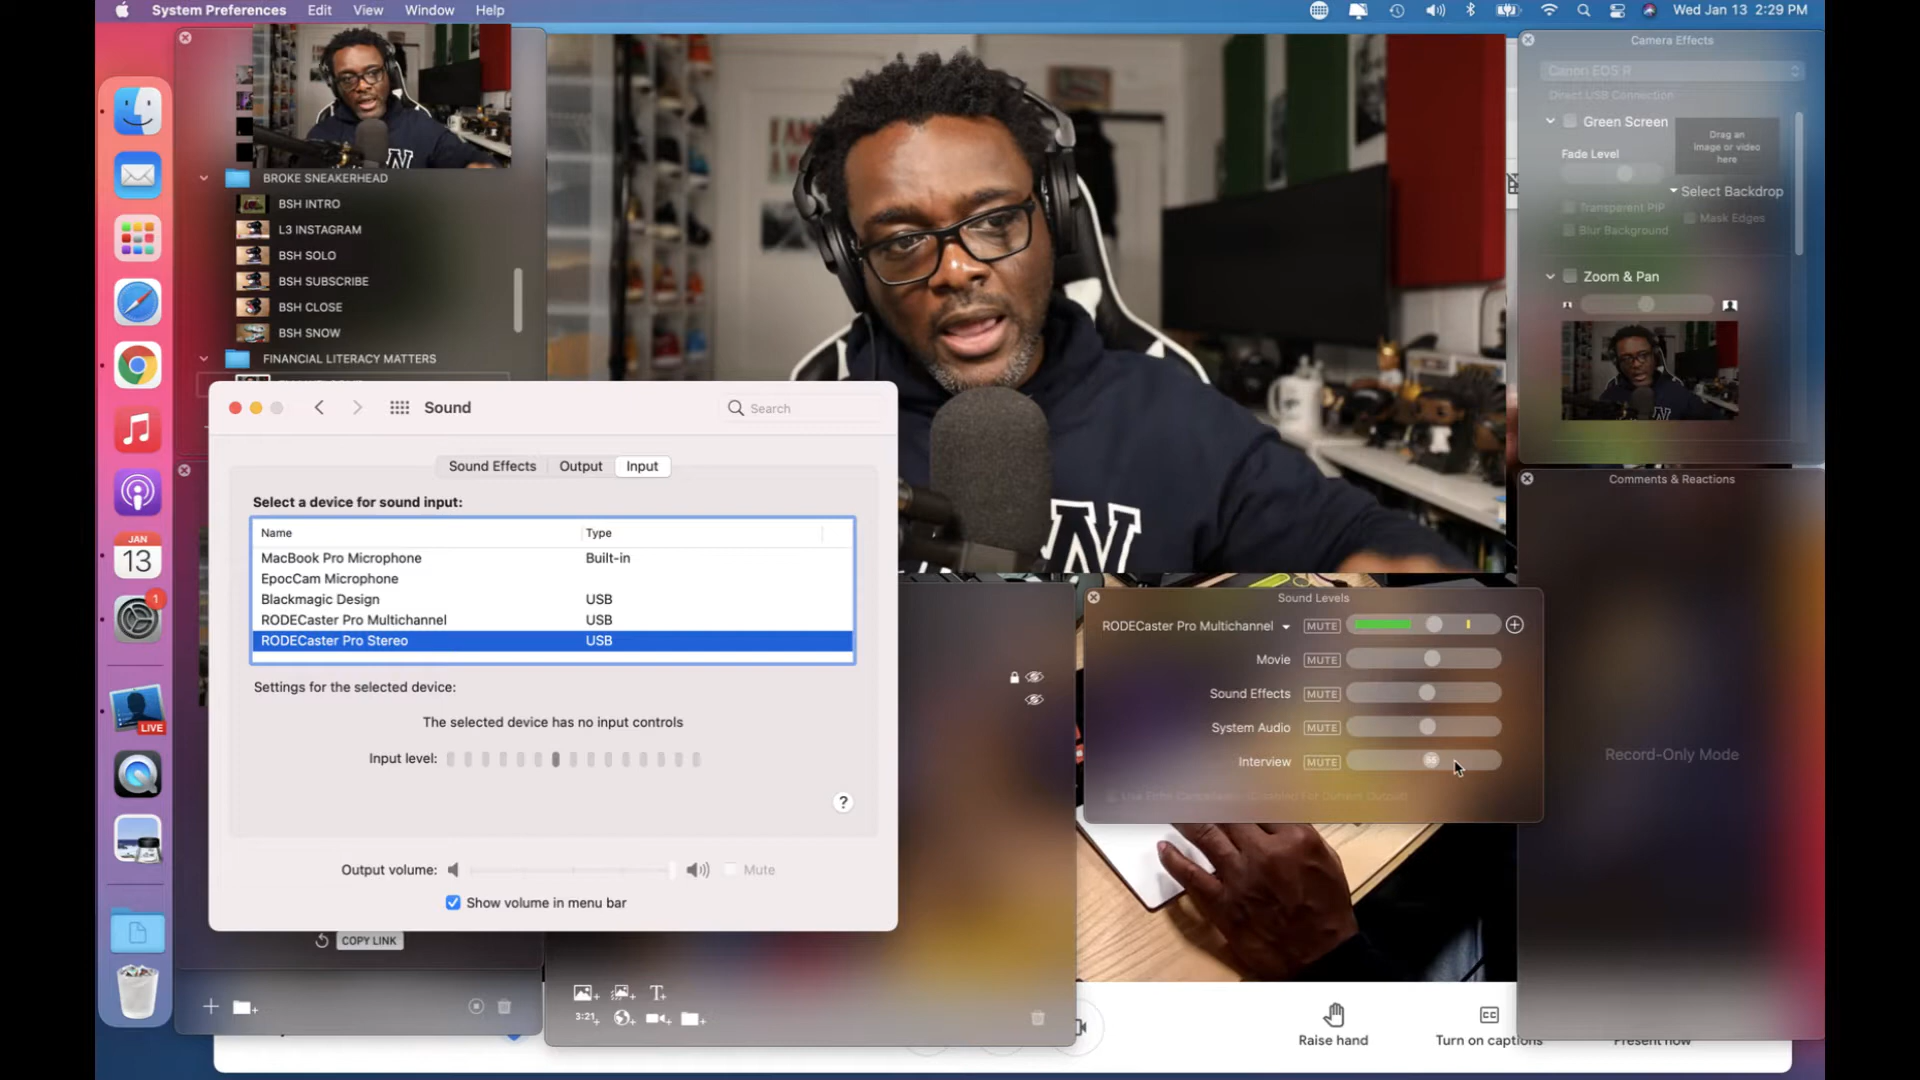 System Preferences Edit View Window Help
Wed Jan 13 2:29 PM
BROKE SNEAKERHEAD
BSH INTRO
L3 INSTAGRAM
BSH SOLO
BSH SUBSCRIBE
BSH CLOSE
BSH SNOW
FINANCIAL LITERACY MATTERS
Camera Effects
Canon EOS R
Direct USB Connection
Green Screen
Drag an
image or video
here
Fade Level
Select Backdrop
Transparent PIP
Mask Edges
Blur Background
Zoom & Pan
Sound
Search
Sound Effects Output Input
Select a device for sound input:
Name Type
MacBook Pro Microphone Built-in
EpocCam Microphone
Blackmagic Design USB
RODECaster Pro Multichannel USB
RODECaster Pro Stereo USB
Settings for the selected device:
The selected device has no input controls
Input level:
?
Output volume:
Mute
Show volume in menu bar
JAN
13
1
LIVE
COPY LINK
3:21
N
Sound Levels
RODECaster Pro Multichannel MUTE
Movie MUTE
Sound Effects MUTE
System Audio MUTE
Interview MUTE
Comments & Reactions
Record-Only Mode
CC
Raise hand
Turn on captions
Present now